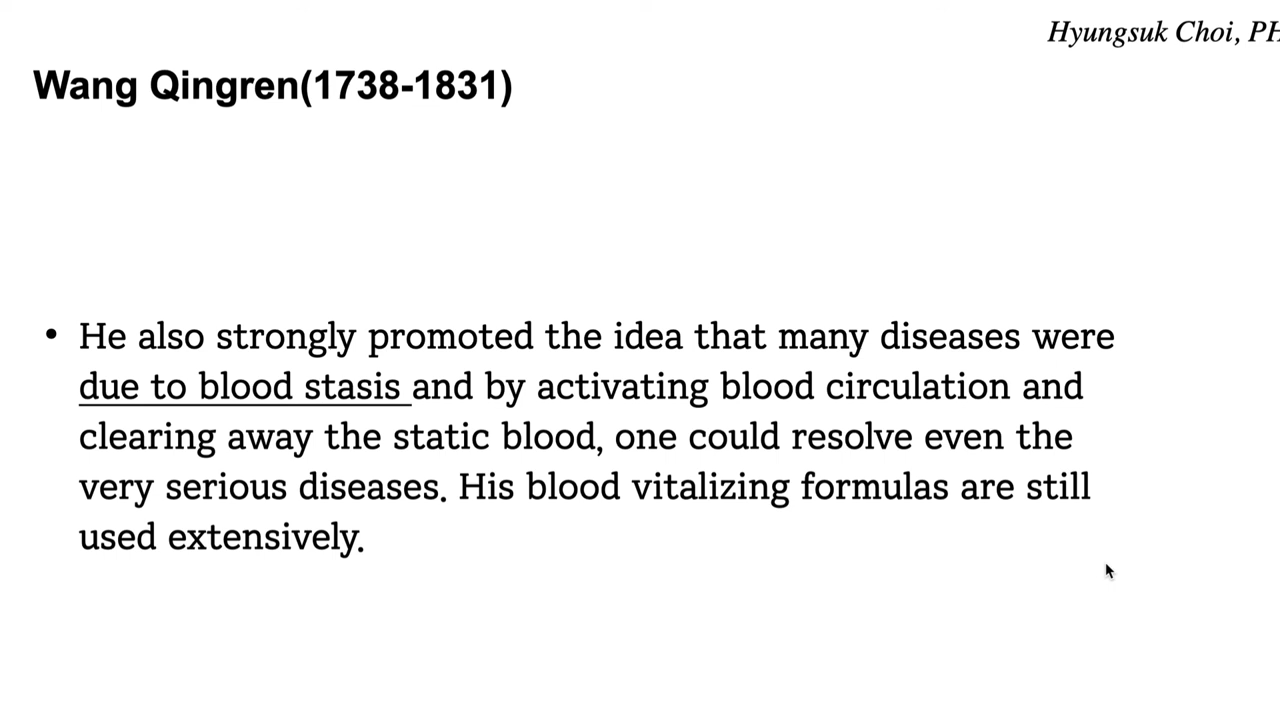 Hyungsuk Choi, PH
Wang Qingren(1738-1831)
• He also strongly promoted the idea that many diseases were
due to blood stasis and by activating blood circulation and
clearing away the static blood, one could resolve even the
very serious diseases. His blood vitalizing formulas are still
used extensively.